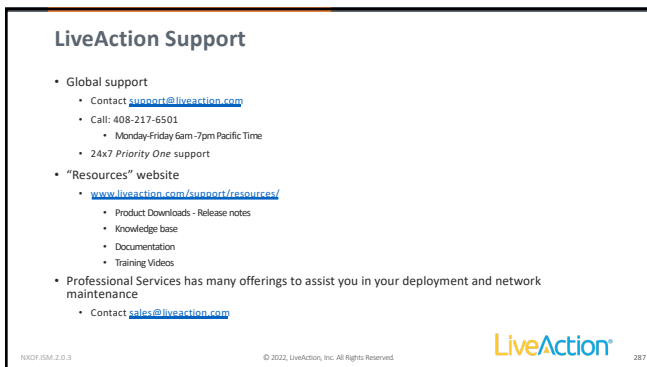 LiveAction Support
• Global support
• Contact support@liveaction.com
• Call: 408-217-6501
• Monday-Friday 6am -7pm Pacific Time
• 24x7 Priority One support
• “Resources” website
• www.liveaction.com/support/resources/
• Product Downloads - Release notes
• Knowledge base
• Documentation
• Training Videos
• Professional Services has many offerings to assist you in your deployment and network
maintenance
• Contact sales@liveaction.com
NXOF.ISM.2.0.3
© 2022, LiveAction, Inc. All Rights Reserved.
LiveAction®
287